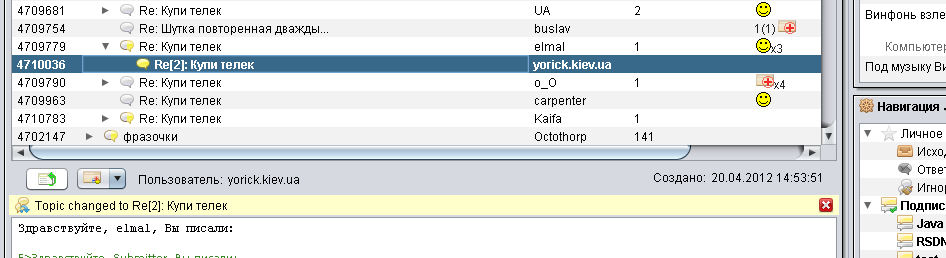 4709681 Re: Купи телек UA 2
4709754 Re: Шутка повторенная дважды... buslav 1(1)
4709779 Re: Купи телек elmal 1 x3
4710036 Re[2]: Купи телек yorick.kiev.ua
4709790 Re: Купи телек o_O 1 x4
4709963 Re: Купи телек carpenter
4710783 Re: Купи телек Kaifa 1
4702147 фразочки Octothorp 141
Пользователь: yorick.kiev.ua Создано: 20.04.2012 14:53:51
Topic changed to Re[2]: Купи телек
Здравствуйте, elmal, Вы писали:
E>Здравствуйте, Submitter, Вы писали:
Винфонь взле
Компьютер
Под музыку Ви
Навигация -
Личное
Исход
Отве
Игнор
Подпис
Java
RSDN